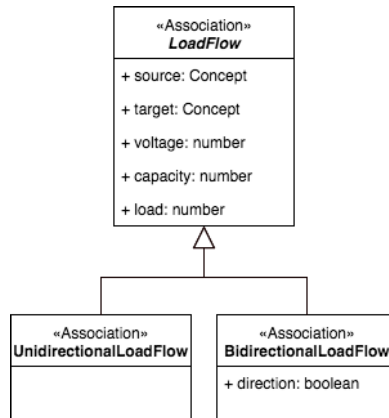 «Association»
LoadFlow
+ source: Concept
+ target: Concept
+ voltage: number
+ capacity: number
+ load: number
«Association»
UnidirectionalLoadFlow
«Association»
BidirectionalLoadFlow
+ direction: boolean